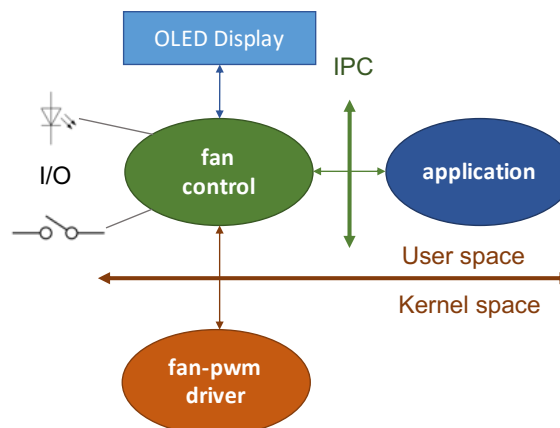 OLED Display
IPC
I/O
fan
control
application
User space
Kernel space
fan-pwm
driver